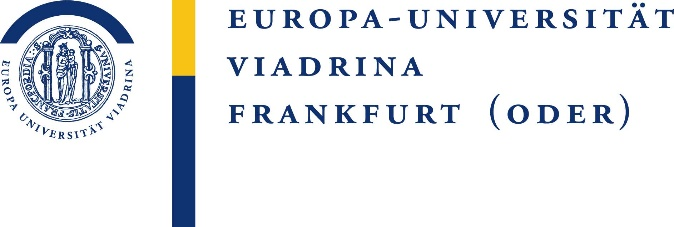 EUROPA-UNIVERSITÄT
VIADRINA
FRANKFURT (ODER)
EUROPA UNIVERSITÄT VIADRINA